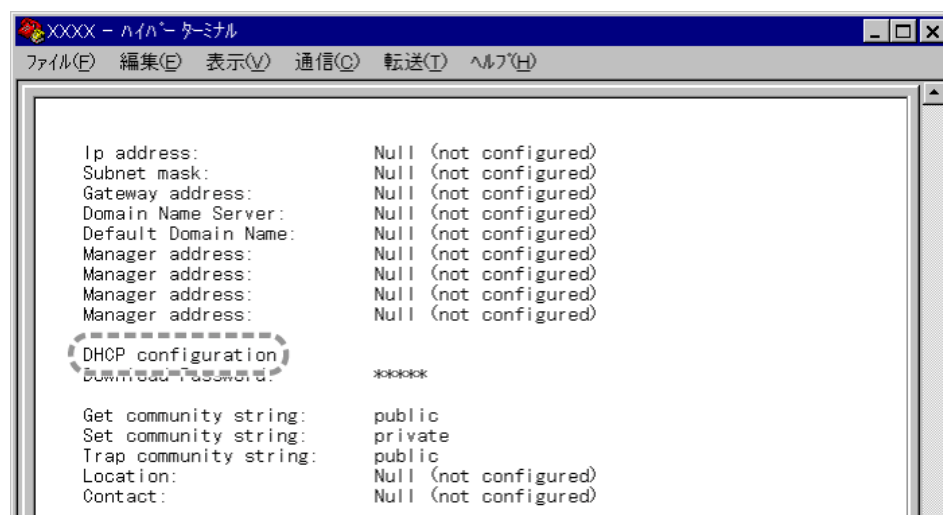 XXXX - ハイパーターミナル
ファイル(F) 編集(E) 表示(V) 通信(C) 転送(T) ヘルプ(H)
Ip address: Null (not configured)
Subnet mask: Null (not configured)
Gateway address: Null (not configured)
Domain Name Server: Null (not configured)
Default Domain Name: Null (not configured)
Manager address: Null (not configured)
Manager address: Null (not configured)
Manager address: Null (not configured)
Manager address: Null (not configured)
DHCP configuration
Download Password: *****
Get community string: public
Set community string: private
Trap community string: public
Location: Null (not configured)
Contact: Null (not configured)